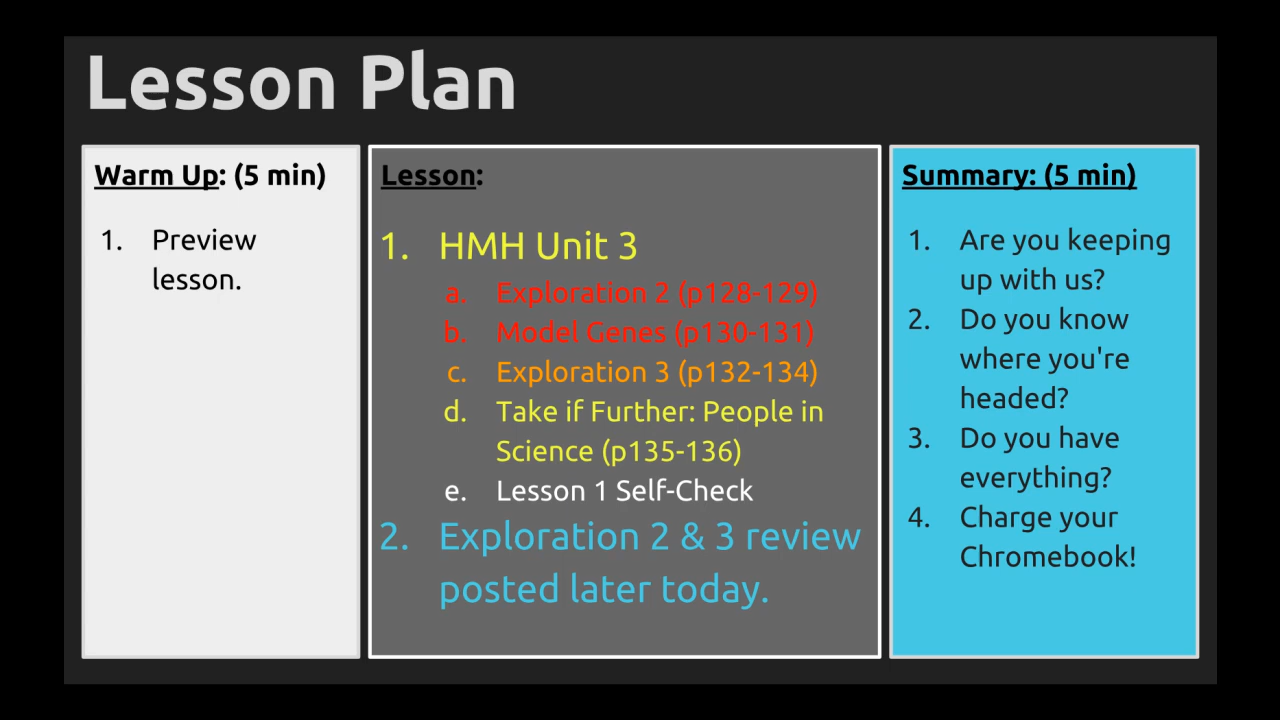 Lesson Plan
Warm Up: (5 min)
1. Preview
lesson.
Lesson:
1. HMH Unit 3
a. Exploration 2 (p128-129)
b. Model Genes (p130-131)
c. Exploration 3 (p132-134)
d. Take if Further: People in
Science (p135-136)
e. Lesson 1 Self-Check
2. Exploration 2 & 3 review
posted later today.
Summary: (5 min)
1. Are you keeping
up with us?
2. Do you know
where you're
headed?
3. Do you have
everything?
4. Charge your
Chromebook!